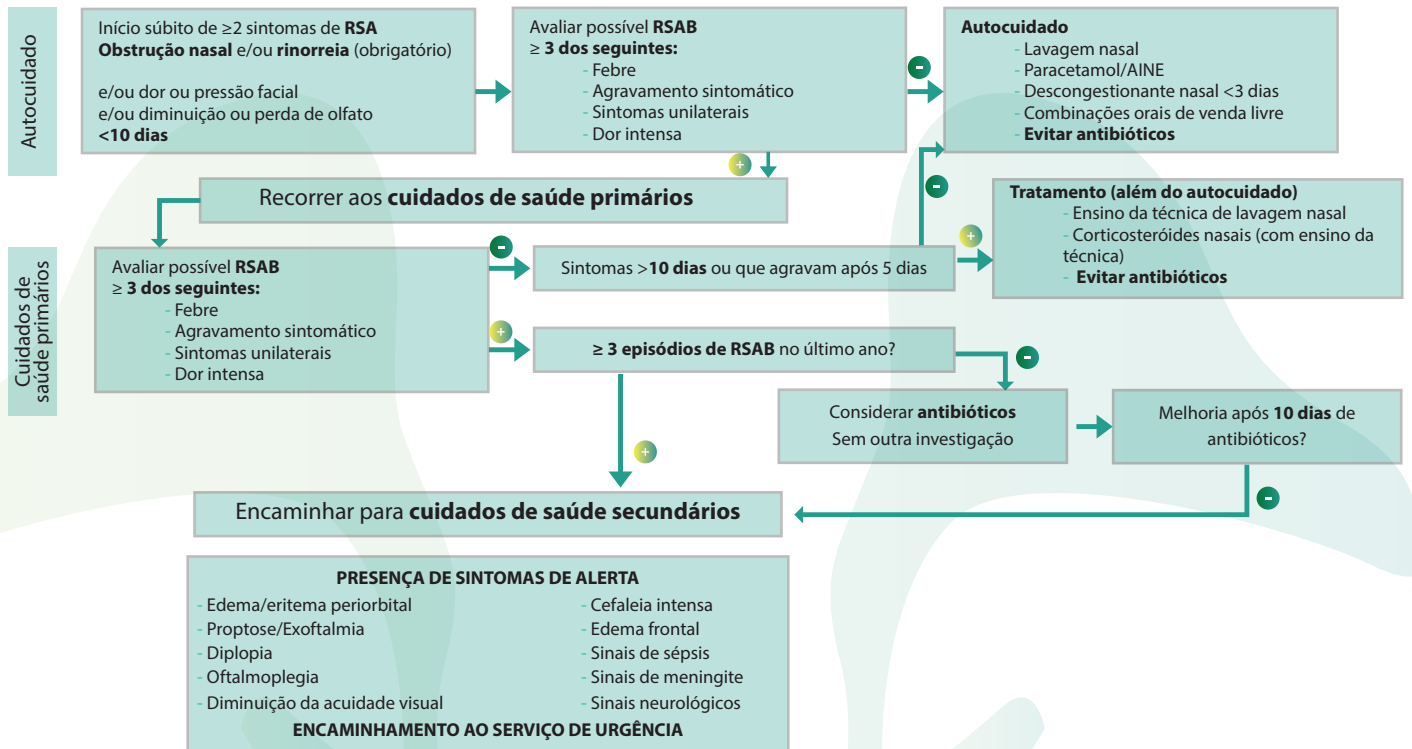 Autocuidado
Início súbito de ≥2 sintomas de RSA
Obstrução nasal e/ou rinorreia (obrigatório)
e/ou dor ou pressão facial
e/ou diminuição ou perda de olfato
<10 dias
Avaliar possível RSAB
≥ 3 dos seguintes:
- Febre
- Agravamento sintomático
- Sintomas unilaterais
- Dor intensa
-
+
Autocuidado
- Lavagem nasal
- Paracetamol/AINE
- Descongestionante nasal <3 dias
- Combinações orais de venda livre
- Evitar antibióticos
Recorrer aos cuidados de saúde primários
Cuidados de
saúde primários
Avaliar possível RSAB
≥ 3 dos seguintes:
- Febre
- Agravamento sintomático
- Sintomas unilaterais
- Dor intensa
-
+
Sintomas >10 dias ou que agravam após 5 dias
-
+
Tratamento (além do autocuidado)
- Ensino da técnica de lavagem nasal
- Corticosteróides nasais (com ensino da
técnica)
- Evitar antibióticos
≥ 3 episódios de RSAB no último ano?
-
+
Considerar antibióticos
Sem outra investigação
Melhoria após 10 dias de
antibióticos?
-
Encaminhar para cuidados de saúde secundários
PRESENÇA DE SINTOMAS DE ALERTA
- Edema/eritema periorbital
- Proptose/Exoftalmia
- Diplopia
- Oftalmoplegia
- Diminuição da acuidade visual
- Cefaleia intensa
- Edema frontal
- Sinais de sépsis
- Sinais de meningite
- Sinais neurológicos
ENCAMINHAMENTO AO SERVIÇO DE URGÊNCIA